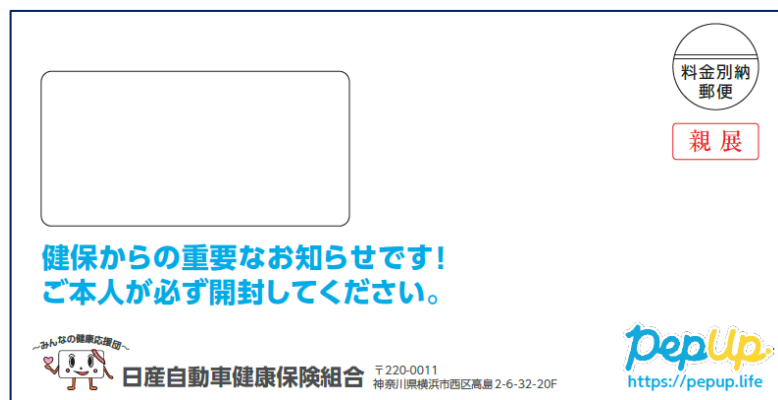 料金別納
郵便
親展
健保からの重要なお知らせです!
ご本人が必ず開封してください。
～みんなの健康応援団～
日産自動車健康保険組合
〒220-0011
神奈川県横浜市西区高島2-6-32-20F
PepUp.
https://pepup.life